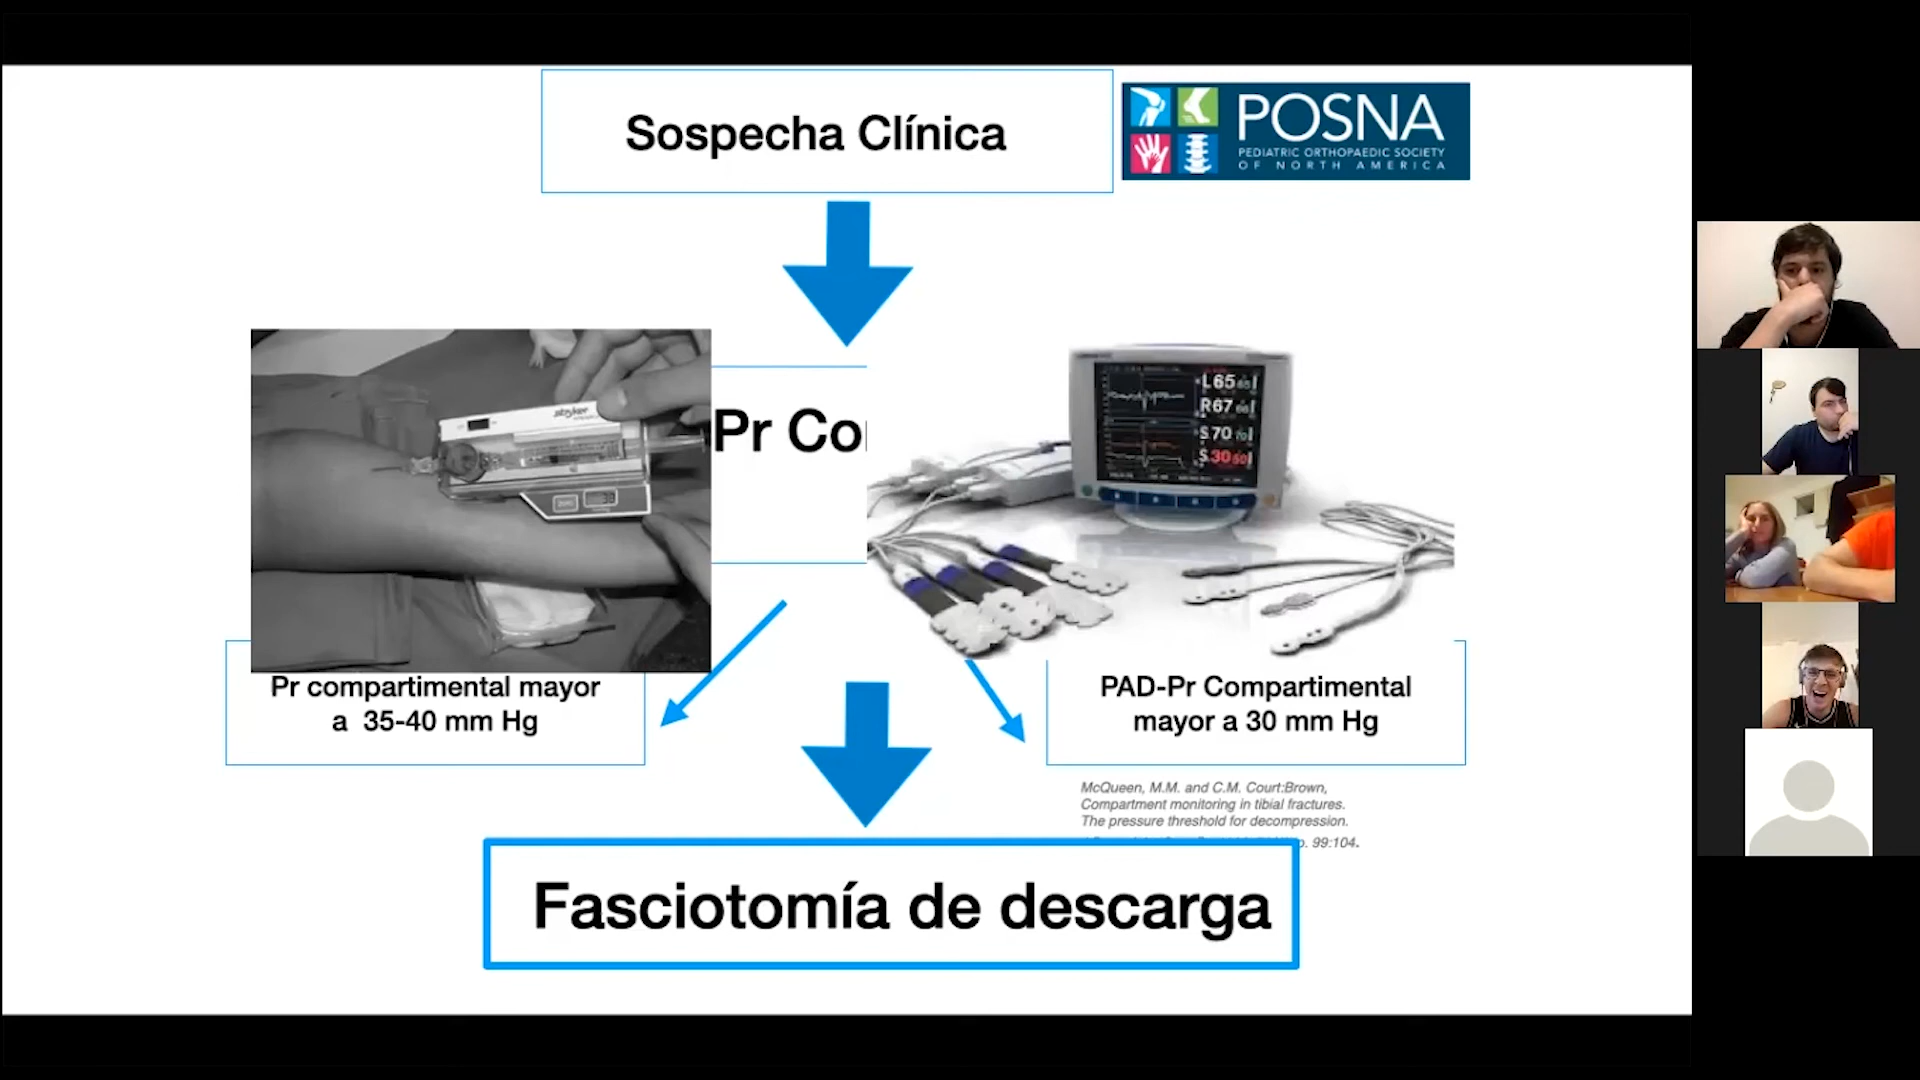 Sospecha Clínica
POSNA
PEDIATRIC ORTHOPAEDIC SOCIETY
OF NORTH AMERICA
stryker
38
Pr Co
L65
R67
S70
S30
Pr compartimental mayor
a 35-40 mm Hg
PAD-Pr Compartimental
mayor a 30 mm Hg
McQueen, M.M. and C.M. Court:Brown,
Compartment monitoring in tibial fractures.
The pressure threshold for decompression.
p. 99:104.
Fasciotomía de descarga